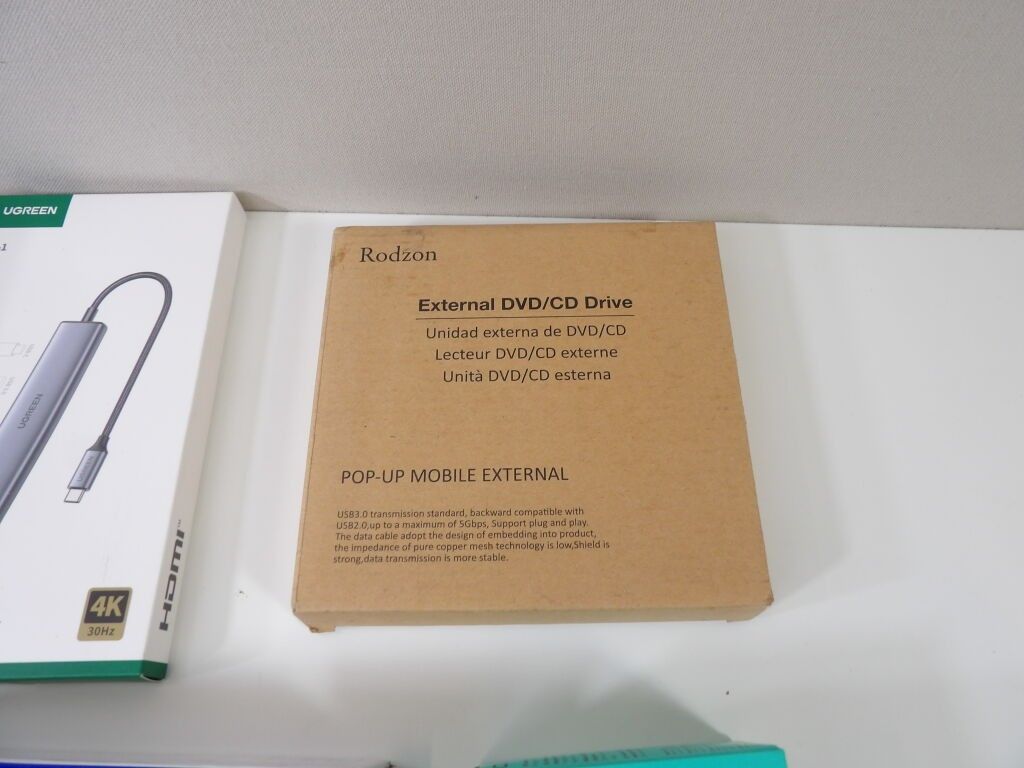 UGREEN
UGREEN
4K
30Hz
HDMI™
Rodzon
External DVD/CD Drive
Unidad externa de DVD/CD
Lecteur DVD/CD externe
Unità DVD/CD esterna
POP-UP MOBILE EXTERNAL
USB3.0 transmission standard, backward compatible with
USB2.0,up to a maximum of 5Gbps, Support plug and play.
The data cable adopt the design of embedding into product,
the impedance of pure copper mesh technology is low,Shield is
strong,data transmission is more stable.